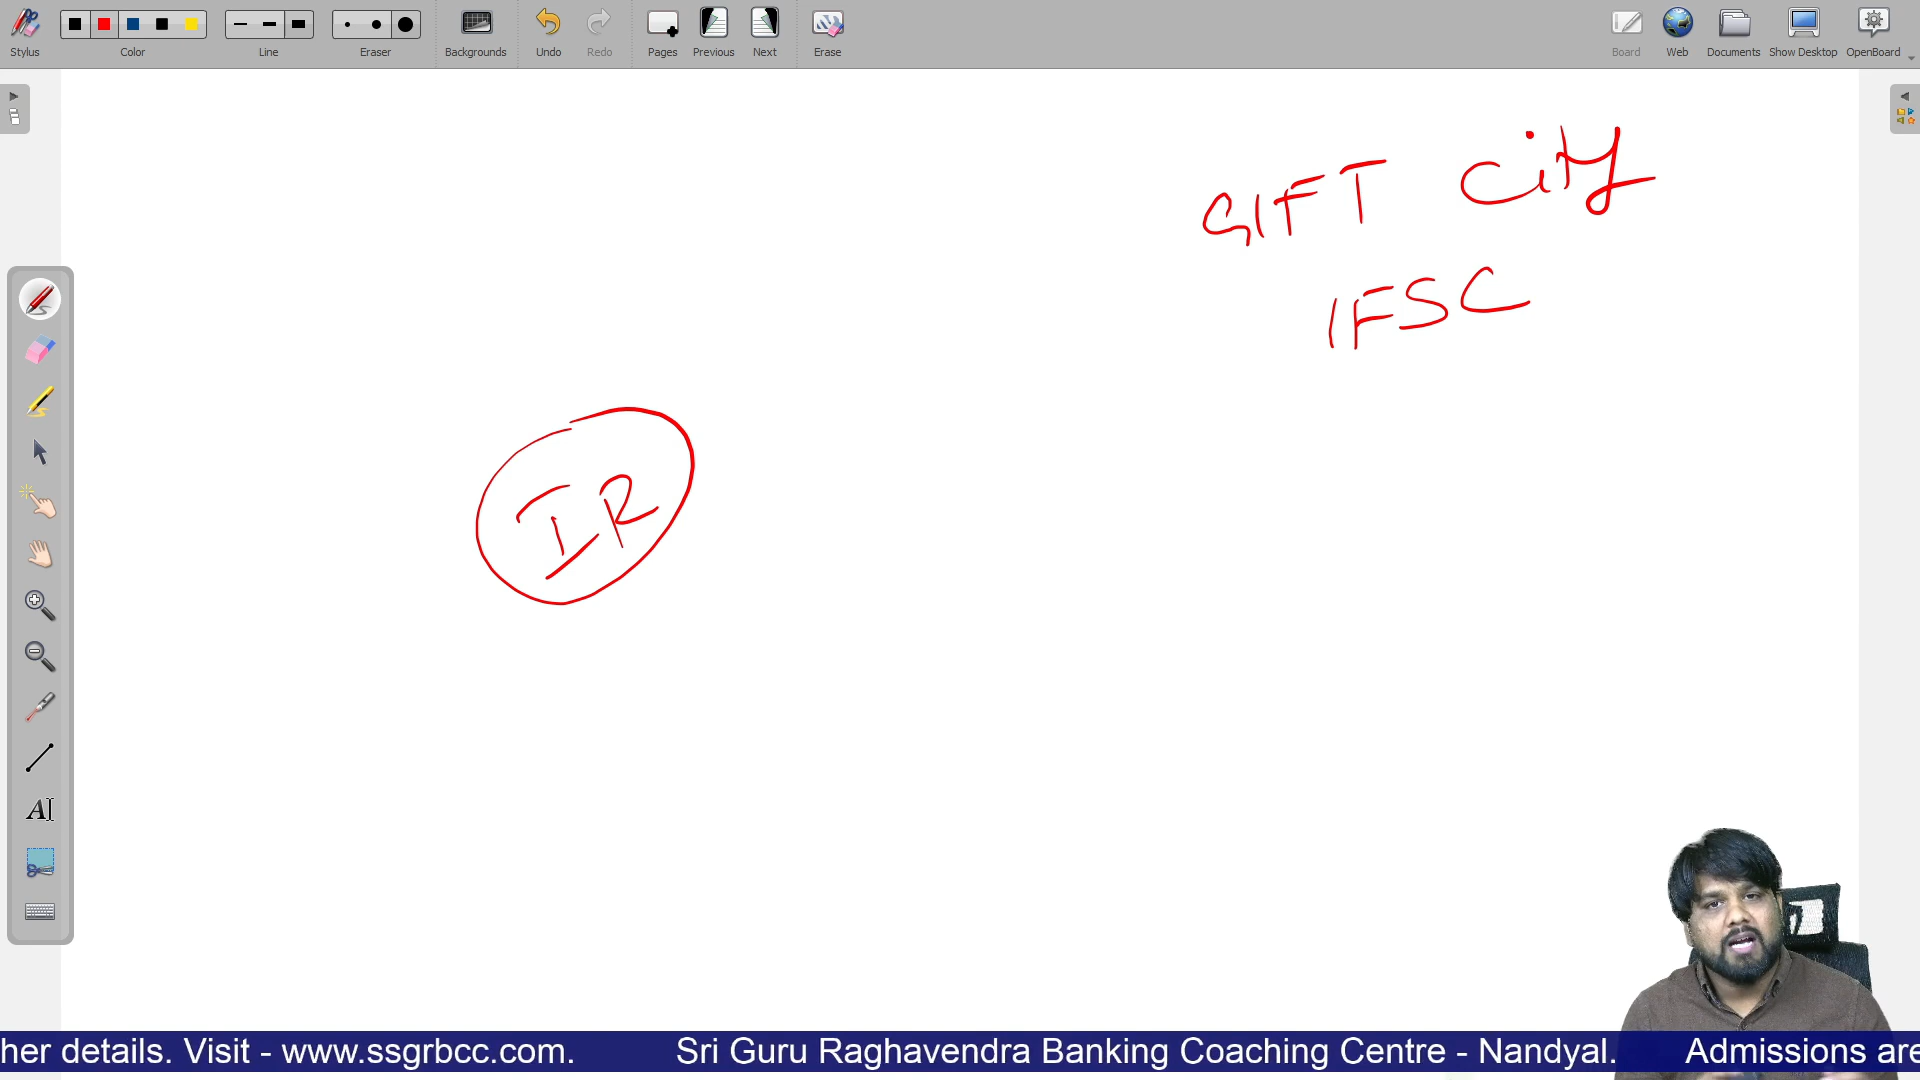 Stylus Color Line Eraser Backgrounds Undo Redo Pages Previous Next Erase Board Web Documents Show Desktop OpenBoard
GIFT City
IFSC
IR
her details. Visit - www.ssgrbcc.com. Sri Guru Raghavendra Banking Coaching Centre - Nandyal. Admissions are